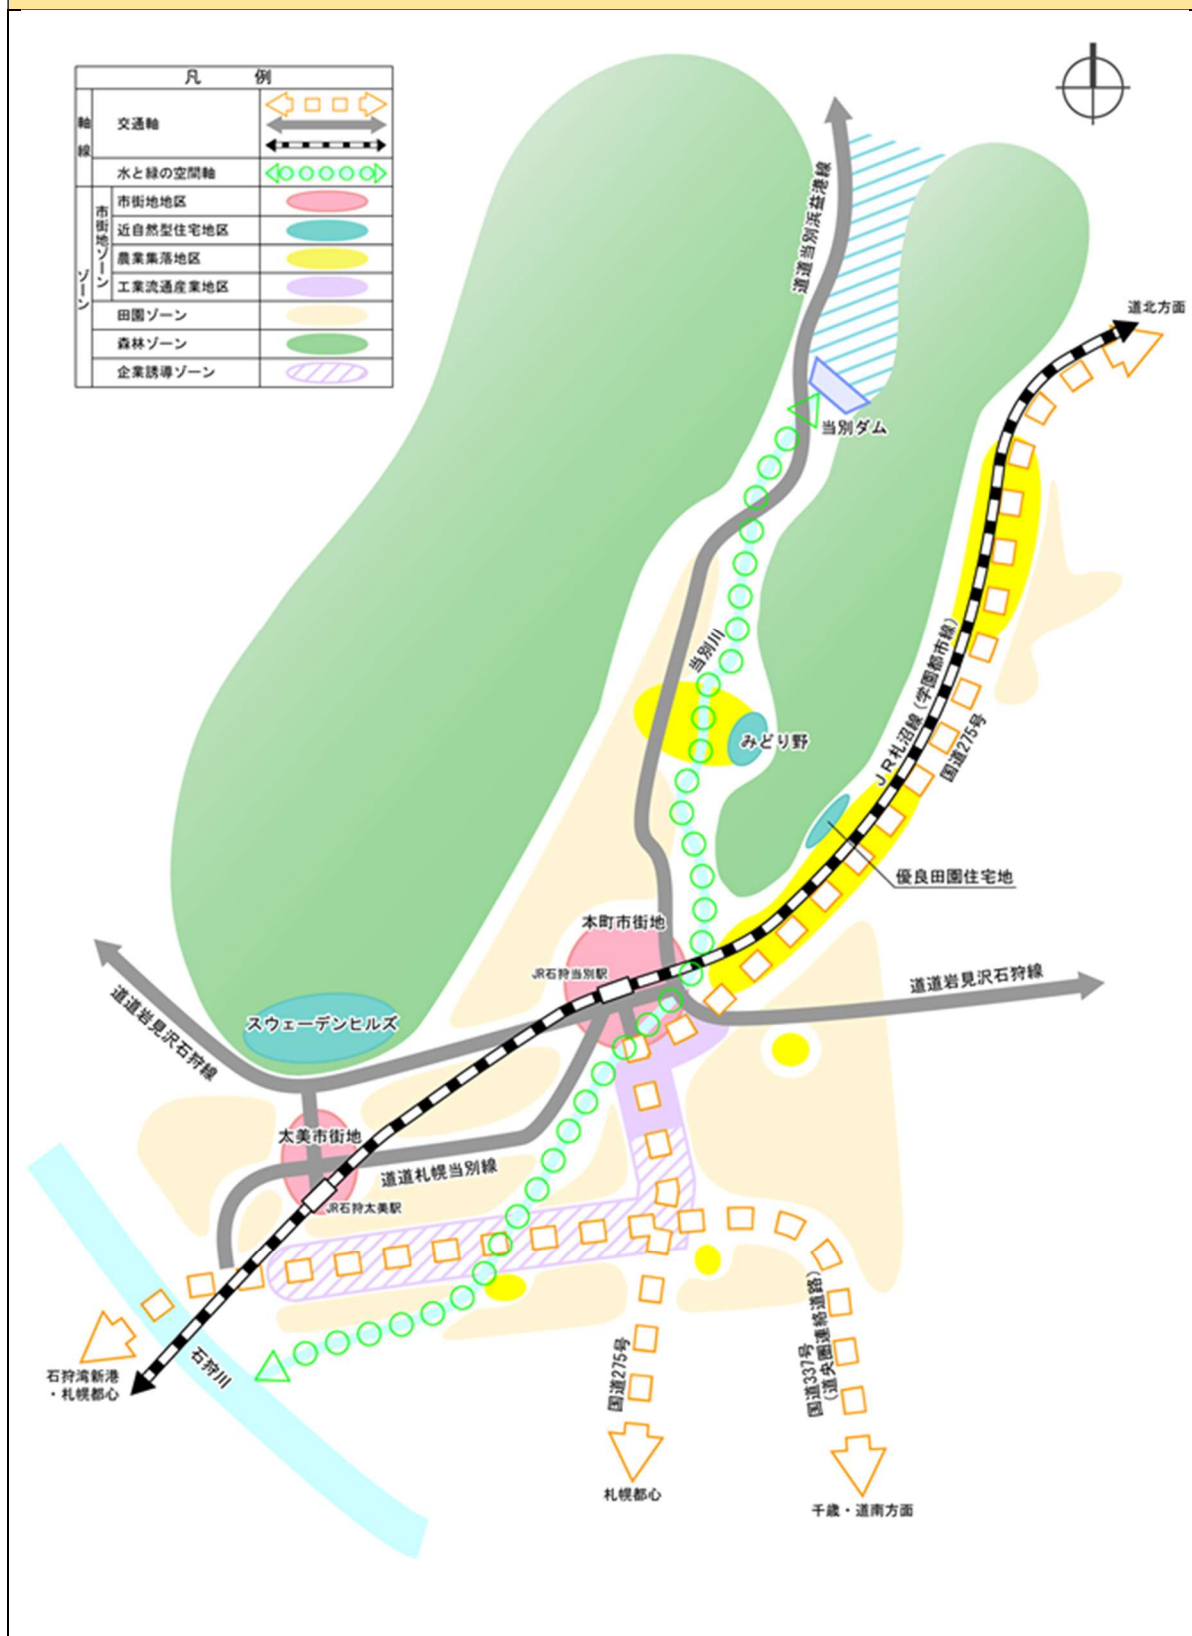 凡 例
軸線
交通軸
水と緑の空間軸
ゾーン
市街地ゾーン
市街地地区
近自然型住宅地区
農業集落地区
工業流通産業地区
田園ゾーン
森林ゾーン
企業誘導ゾーン
道道当別浜益港線
道北方面
当別ダム
当別川
みどり野
JR札沼線(学園都市線)
国道275号
優良田園住宅地
本町市街地
JR石狩当別駅
道道岩見沢石狩線
道道岩見沢石狩線
スウェーデンヒルズ
太美市街地
道道札幌当別線
JR石狩太美駅
石狩川
石狩湾新港
・札幌都心
国道275号
札幌都心
国道337号
(道央圏連絡道路)
千歳・道南方面